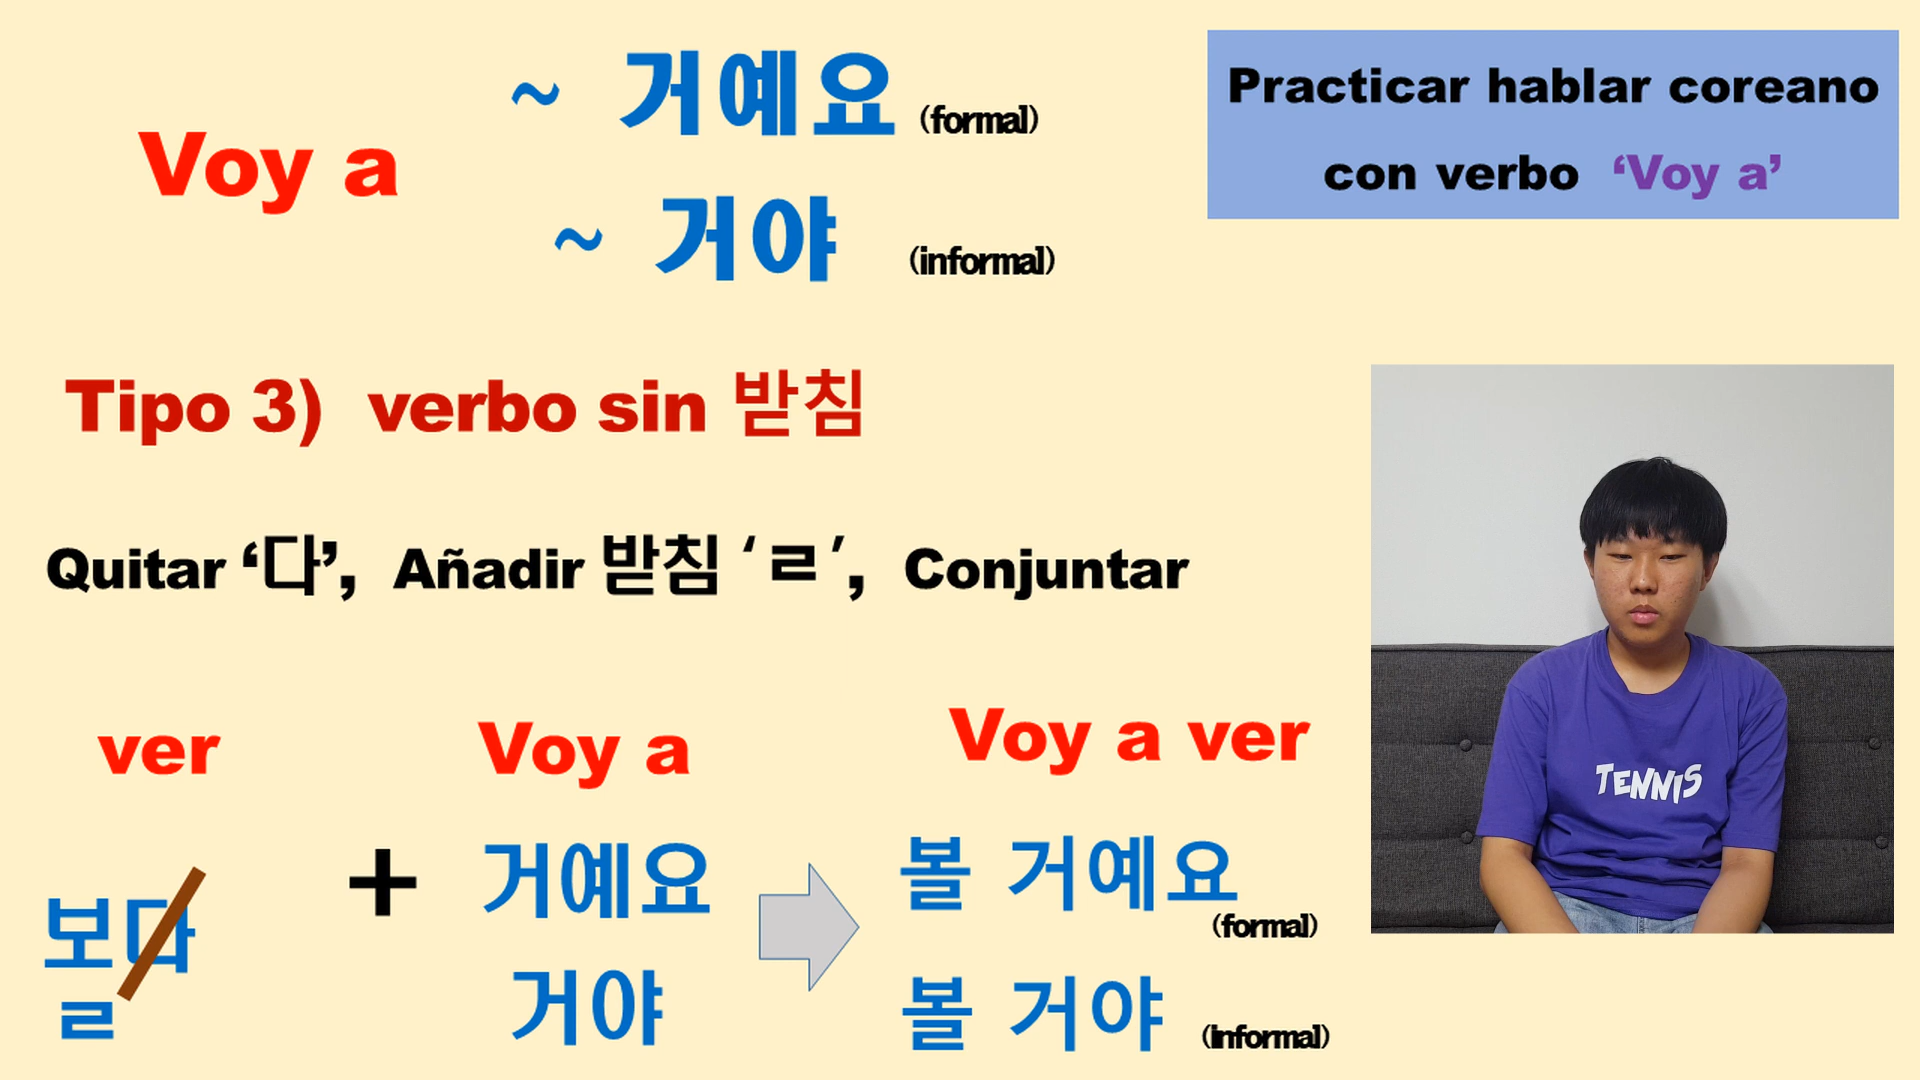 Voy a
~ 거예요 (formal)
~ 거야 (informal)
Practicar hablar coreano
con verbo ‘Voy a’
Tipo 3) verbo sin 받침
Quitar ‘다’, Añadir 받침 ‘ㄹ’, Conjuntar
ver
보다
ㄹ
+
Voy a
거예요
거야
Voy a ver
볼 거예요 (formal)
볼 거야 (informal)
TENNIS